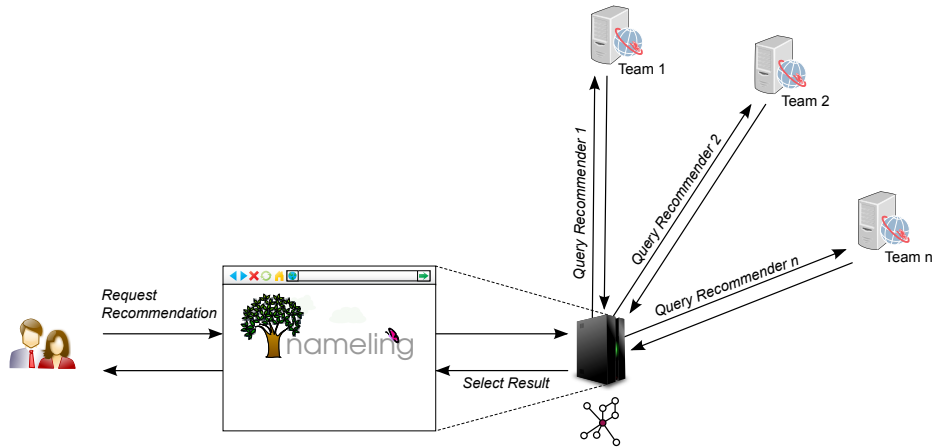 Team 1
Team 2
Team n
Query Recommender 1
Query Recommender 2
Query Recommender n
Request
Recommendation
nameling
Select Result